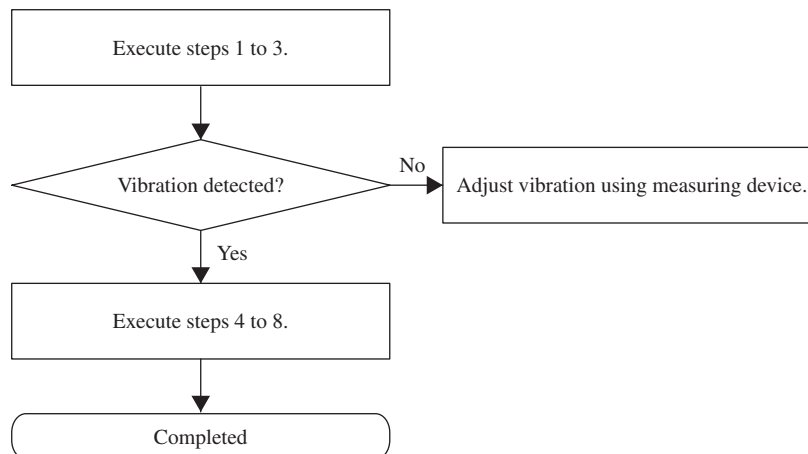 Execute steps 1 to 3.
Vibration detected?
No
Adjust vibration using measuring device.
Yes
Execute steps 4 to 8.
Completed